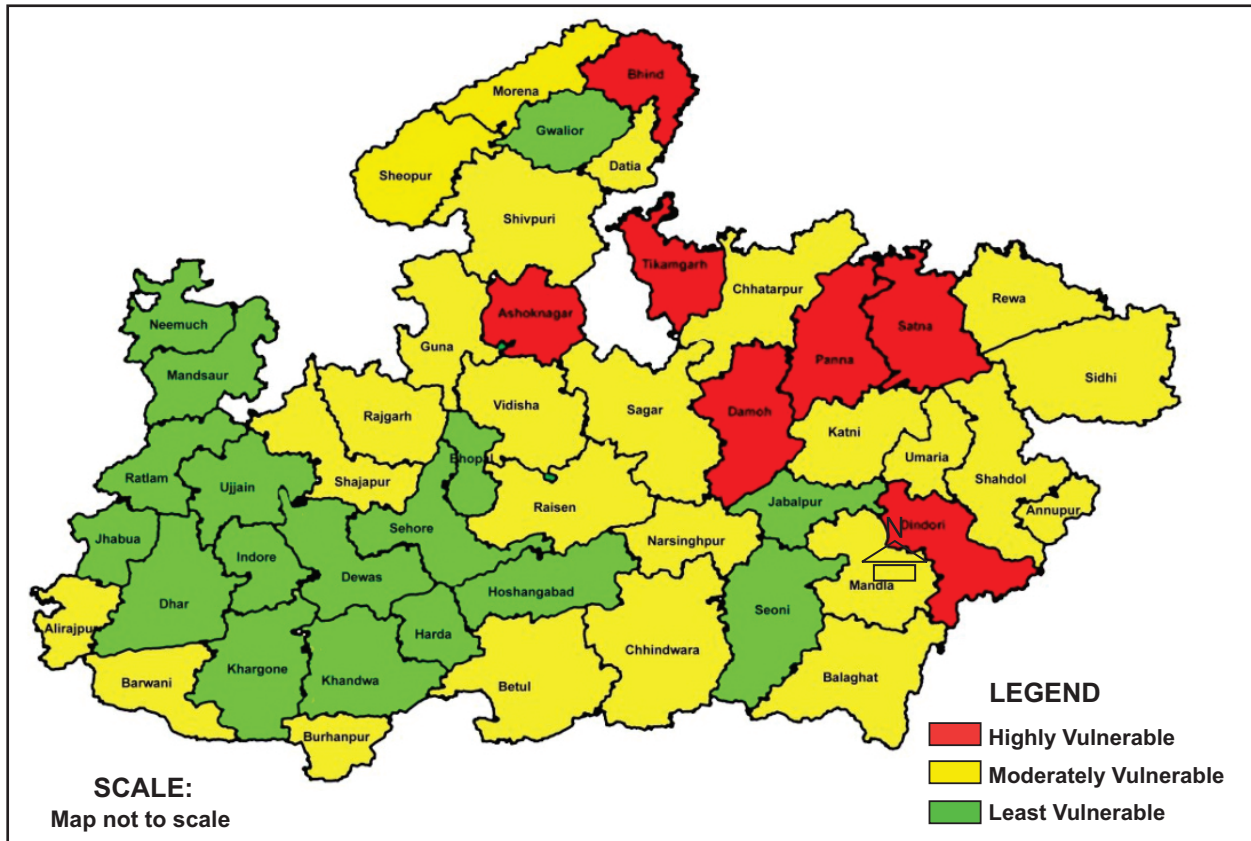 Bhind
Morena
Gwalior
Datia
Sheopur
Shivpuri
Tikamgarh
Chhatarpur
Rewa
Ashoknagar
Satna
Neemuch
Guna
Panna
Mandsaur
Sidhi
Vidisha
Sagar
Damoh
Rajgarh
Katni
Umaria
Bhopal
Shahdol
Ratlam
Ujjain
Shajapur
Raisen
Jabalpur
Annupur
Sehore
Dindori
N
Jhabua
Indore
Narsinghpur
Dewas
Mandla
Hoshangabad
Dhar
Seoni
Alirajpur
Harda
Chhindwara
Khargone
Khandwa
Balaghat
Barwani
Betul
Burhanpur
LEGEND
Highly Vulnerable
Moderately Vulnerable
Least Vulnerable
SCALE:
Map not to scale